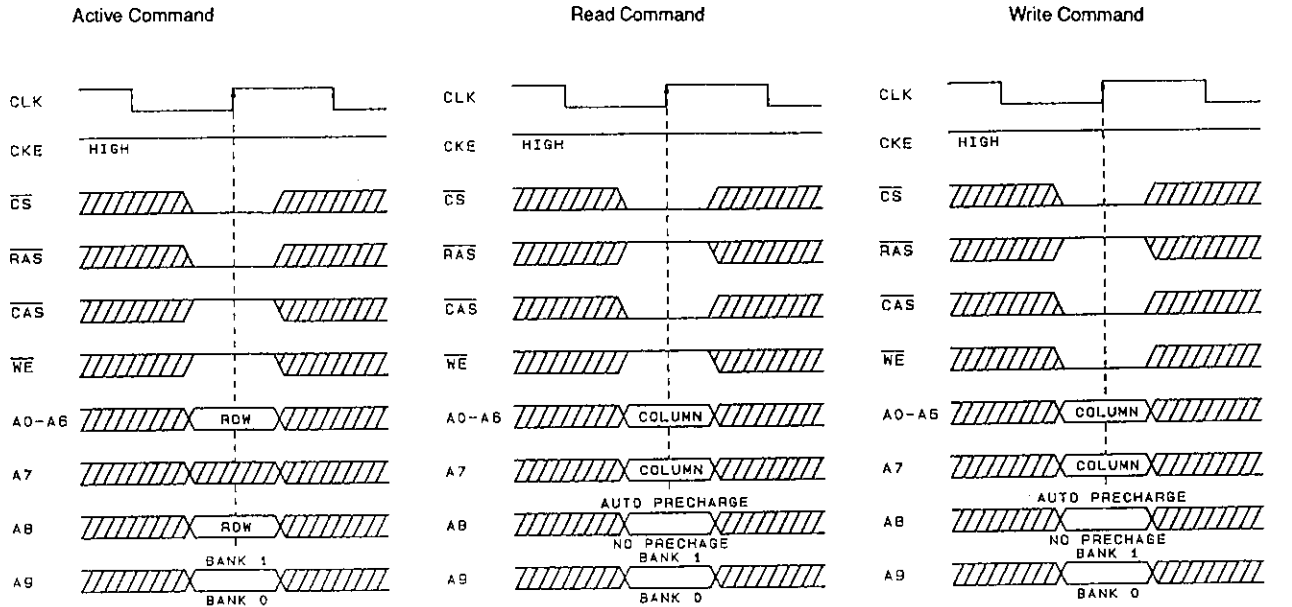 Active Command
CLK
CKE HIGH
CS
RAS
CAS
WE
A0-A6 ROW
A7
A8 ROW
BANK 1
A9
BANK 0
Read Command
CLK
CKE HIGH
CS
RAS
CAS
WE
A0-A6 COLUMN
A7 COLUMN
AUTO PRECHARGE
A8
NO PRECHAGE
BANK 1
A9
BANK 0
Write Command
CLK
CKE HIGH
CS
RAS
CAS
WE
A0-A6 COLUMN
A7 COLUMN
AUTO PRECHARGE
A8
NO PRECHAGE
BANK 1
A9
BANK 0